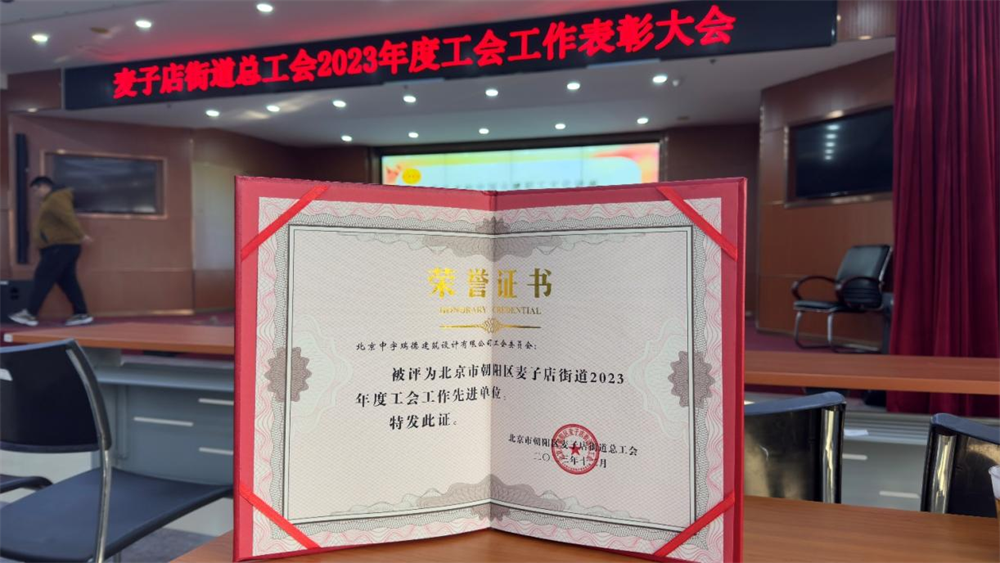 麦子店街道总工会2023年度工会工作表彰大会
荣誉证书
HONORARY CREDENTIAL
北京中宇瑞德建筑设计有限公司工会委员会：
被评为北京市朝阳区麦子店街道2023
年度工会工作先进单位，
特发此证。
北京市朝阳区麦子店街道总工会